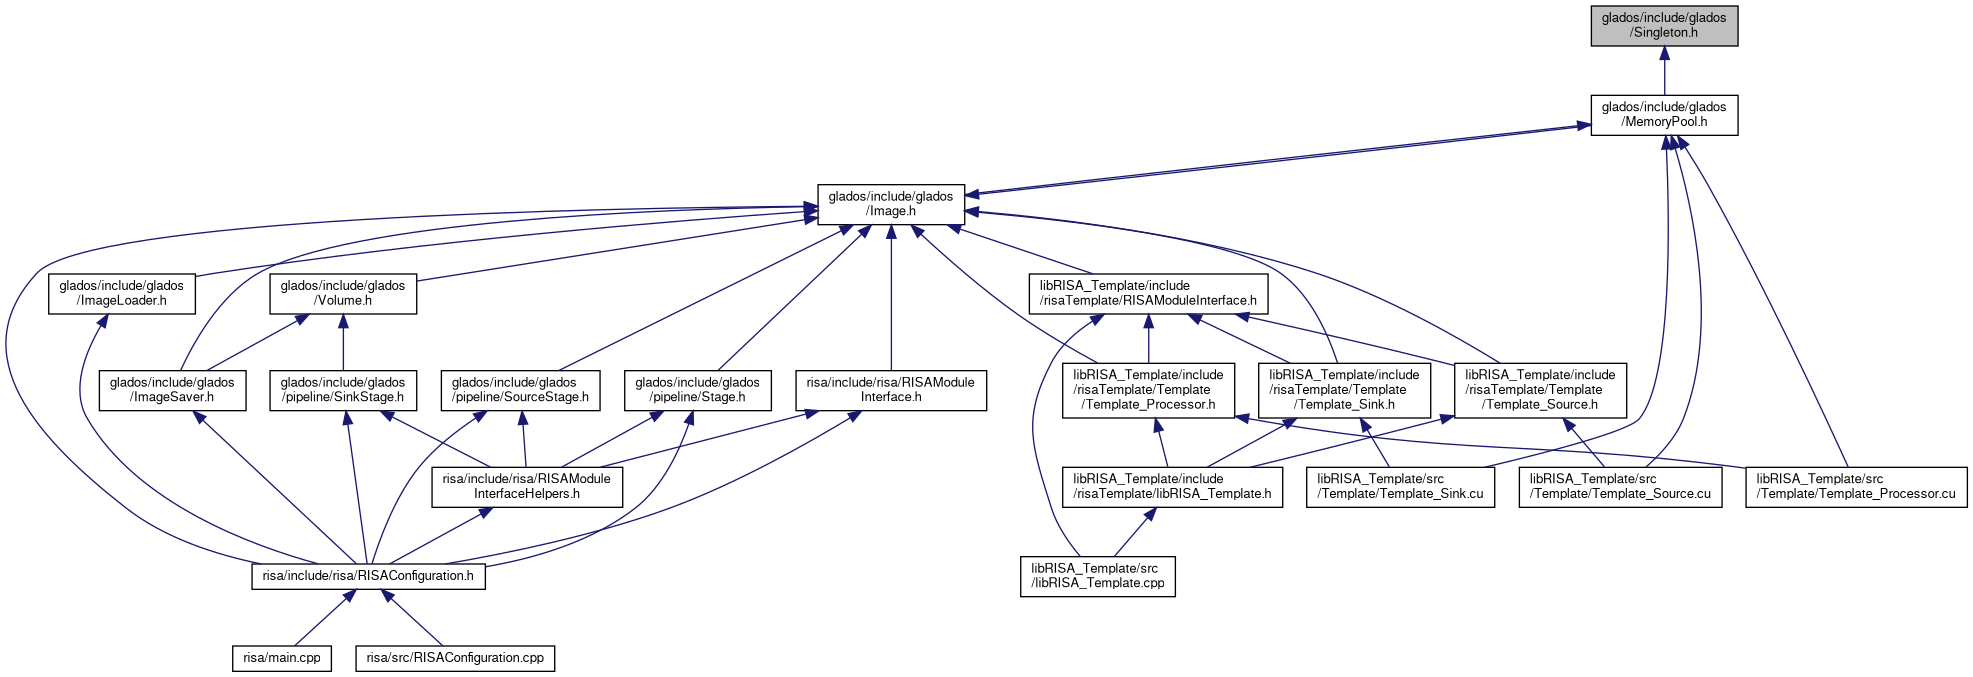 glados/include/glados
/Singleton.h
glados/include/glados
/MemoryPool.h
glados/include/glados
/Image.h
glados/include/glados
/ImageLoader.h
glados/include/glados
/Volume.h
libRISA_Template/include
/risaTemplate/RISAModuleInterface.h
glados/include/glados
/ImageSaver.h
glados/include/glados
/pipeline/SinkStage.h
glados/include/glados
/pipeline/SourceStage.h
glados/include/glados
/pipeline/Stage.h
risa/include/risa/RISAModule
Interface.h
libRISA_Template/include
/risaTemplate/Template
/Template_Processor.h
libRISA_Template/include
/risaTemplate/Template
/Template_Sink.h
libRISA_Template/include
/risaTemplate/Template
/Template_Source.h
risa/include/risa/RISAModule
InterfaceHelpers.h
libRISA_Template/include
/risaTemplate/libRISA_Template.h
libRISA_Template/src
/Template/Template_Sink.cu
libRISA_Template/src
/Template/Template_Source.cu
libRISA_Template/src
/Template/Template_Processor.cu
risa/include/risa/RISAConfiguration.h
libRISA_Template/src
/libRISA_Template.cpp
risa/main.cpp
risa/src/RISAConfiguration.cpp